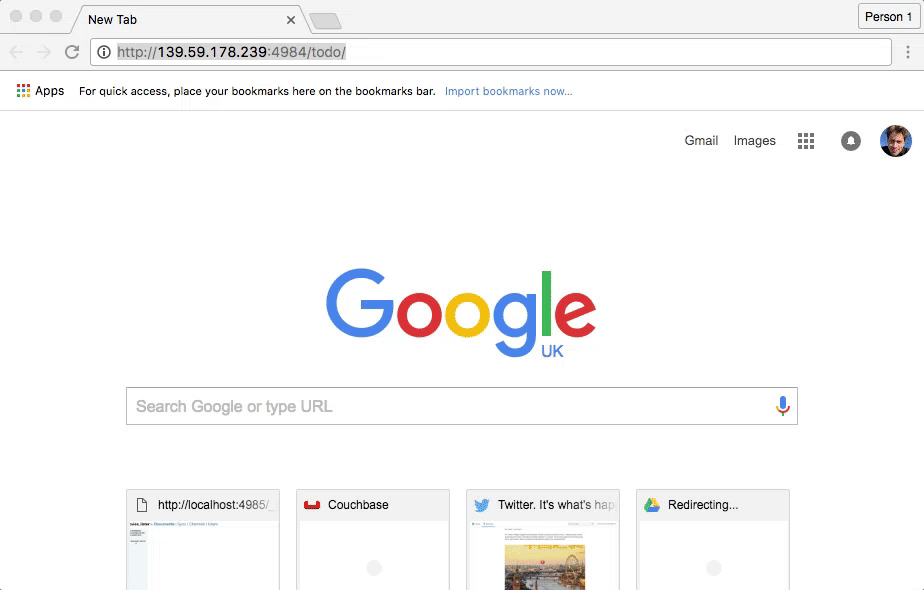 New Tab
Person 1
http://139.59.178.239:4984/todo/
Apps For quick access, place your bookmarks here on the bookmarks bar. Import bookmarks now...
Gmail Images
Google
UK
Search Google or type URL
http://localhost:4985/ Couchbase Twitter. It's what's hap Redirecting...